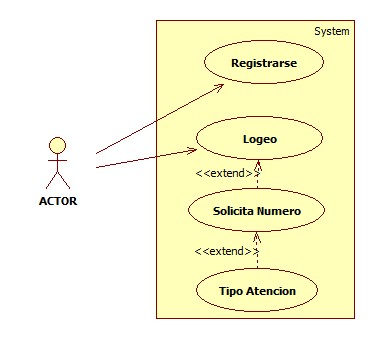 System
Registrarse
Logeo
<<extend>>
ACTOR
Solicita Numero
<<extend>>
Tipo Atencion